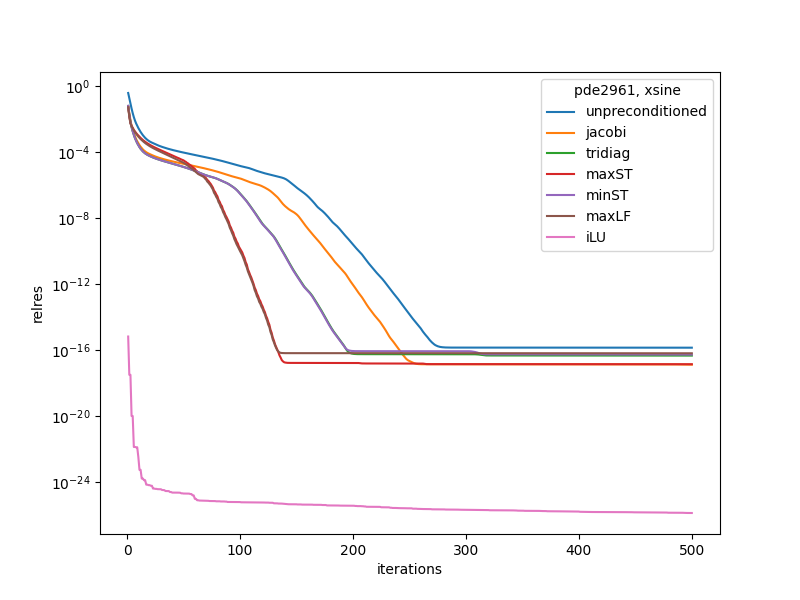 pde2961, xsine
unpreconditioned
jacobi
tridiag
maxST
minST
maxLF
iLU
relres
10^0
10^−4
10^−8
10^−12
10^−16
10^−20
10^−24
0 100 200 300 400 500
iterations